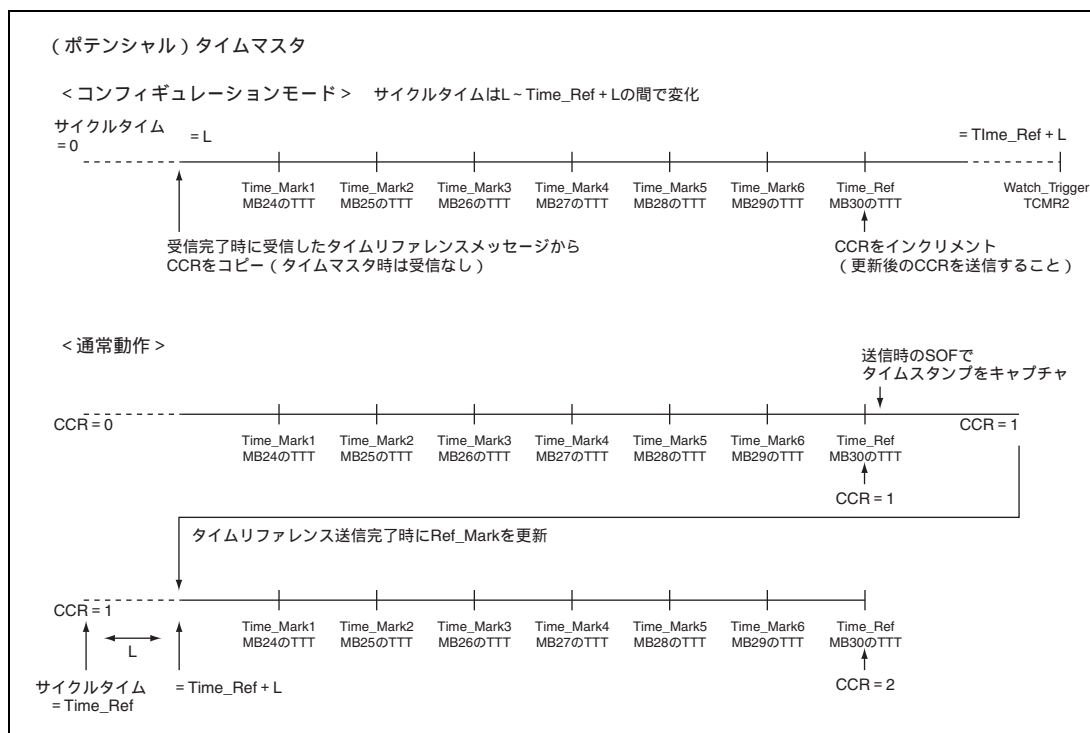 （ポテンシャル）タイムマスタ
＜コンフィギュレーションモード＞ サイクルタイムはL～Time_Ref＋Lの間で変化
サイクルタイム
=0
=L
=TIme_Ref + L
Time_Mark1
MB24のTTT
Time_Mark2
MB25のTTT
Time_Mark3
MB26のTTT
Time_Mark4
MB27のTTT
Time_Mark5
MB28のTTT
Time_Mark6
MB29のTTT
Time_Ref
MB30のTTT
Watch_Trigger
TCMR2
受信完了時に受信したタイムリファレンスメッセージから
CCRをコピー（タイムマスタ時は受信なし）
CCRをインクリメント
（更新後のCCRを送信すること）
＜通常動作＞
送信時のSOFで
タイムスタンプをキャプチャ
CCR = 0
CCR = 1
Time_Mark1
MB24のTTT
Time_Mark2
MB25のTTT
Time_Mark3
MB26のTTT
Time_Mark4
MB27のTTT
Time_Mark5
MB28のTTT
Time_Mark6
MB29のTTT
Time_Ref
MB30のTTT
CCR = 1
タイムリファレンス送信完了時にRef_Markを更新
CCR = 1
Time_Mark1
MB24のTTT
Time_Mark2
MB25のTTT
Time_Mark3
MB26のTTT
Time_Mark4
MB27のTTT
Time_Mark5
MB28のTTT
Time_Mark6
MB29のTTT
Time_Ref
MB30のTTT
L
サイクルタイム
= Time_Ref
= Time_Ref + L
CCR = 2